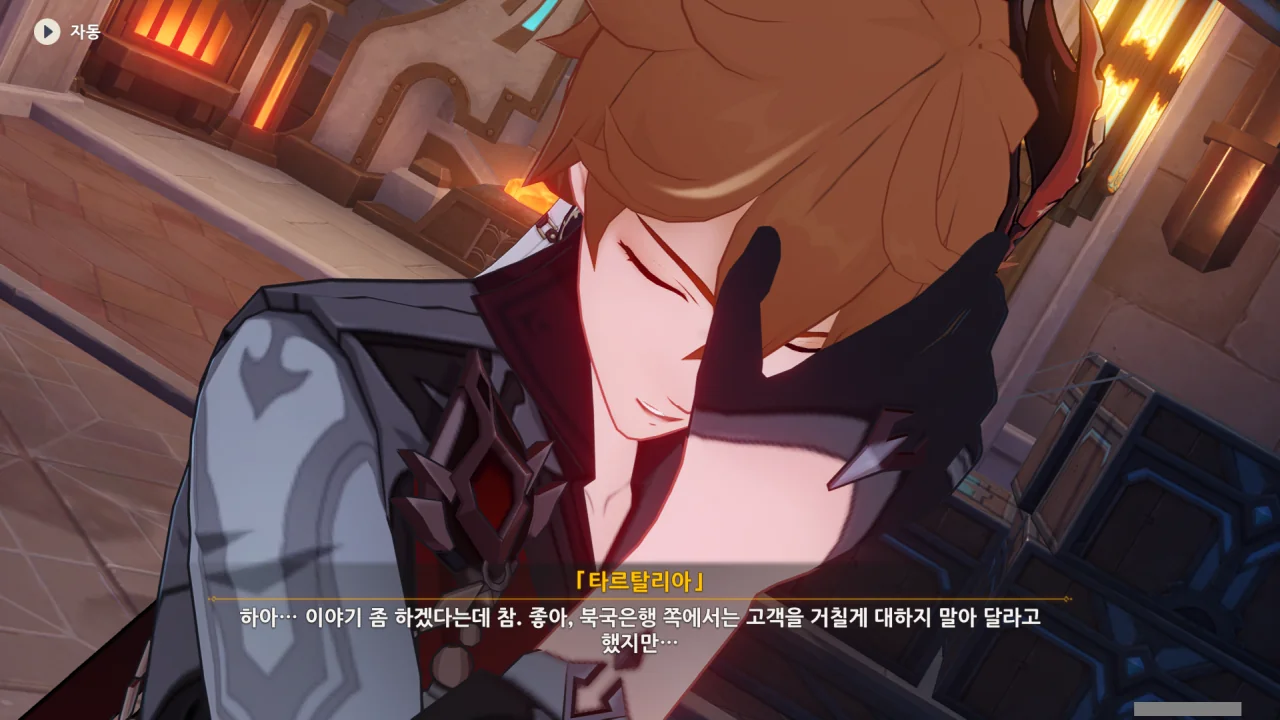 자동
「타르탈리아」
하아… 이야기 좀 하겠다는데 참. 좋아, 북국은행 쪽에서는 고객을 거칠게 대하지 말아 달라고
했지만…